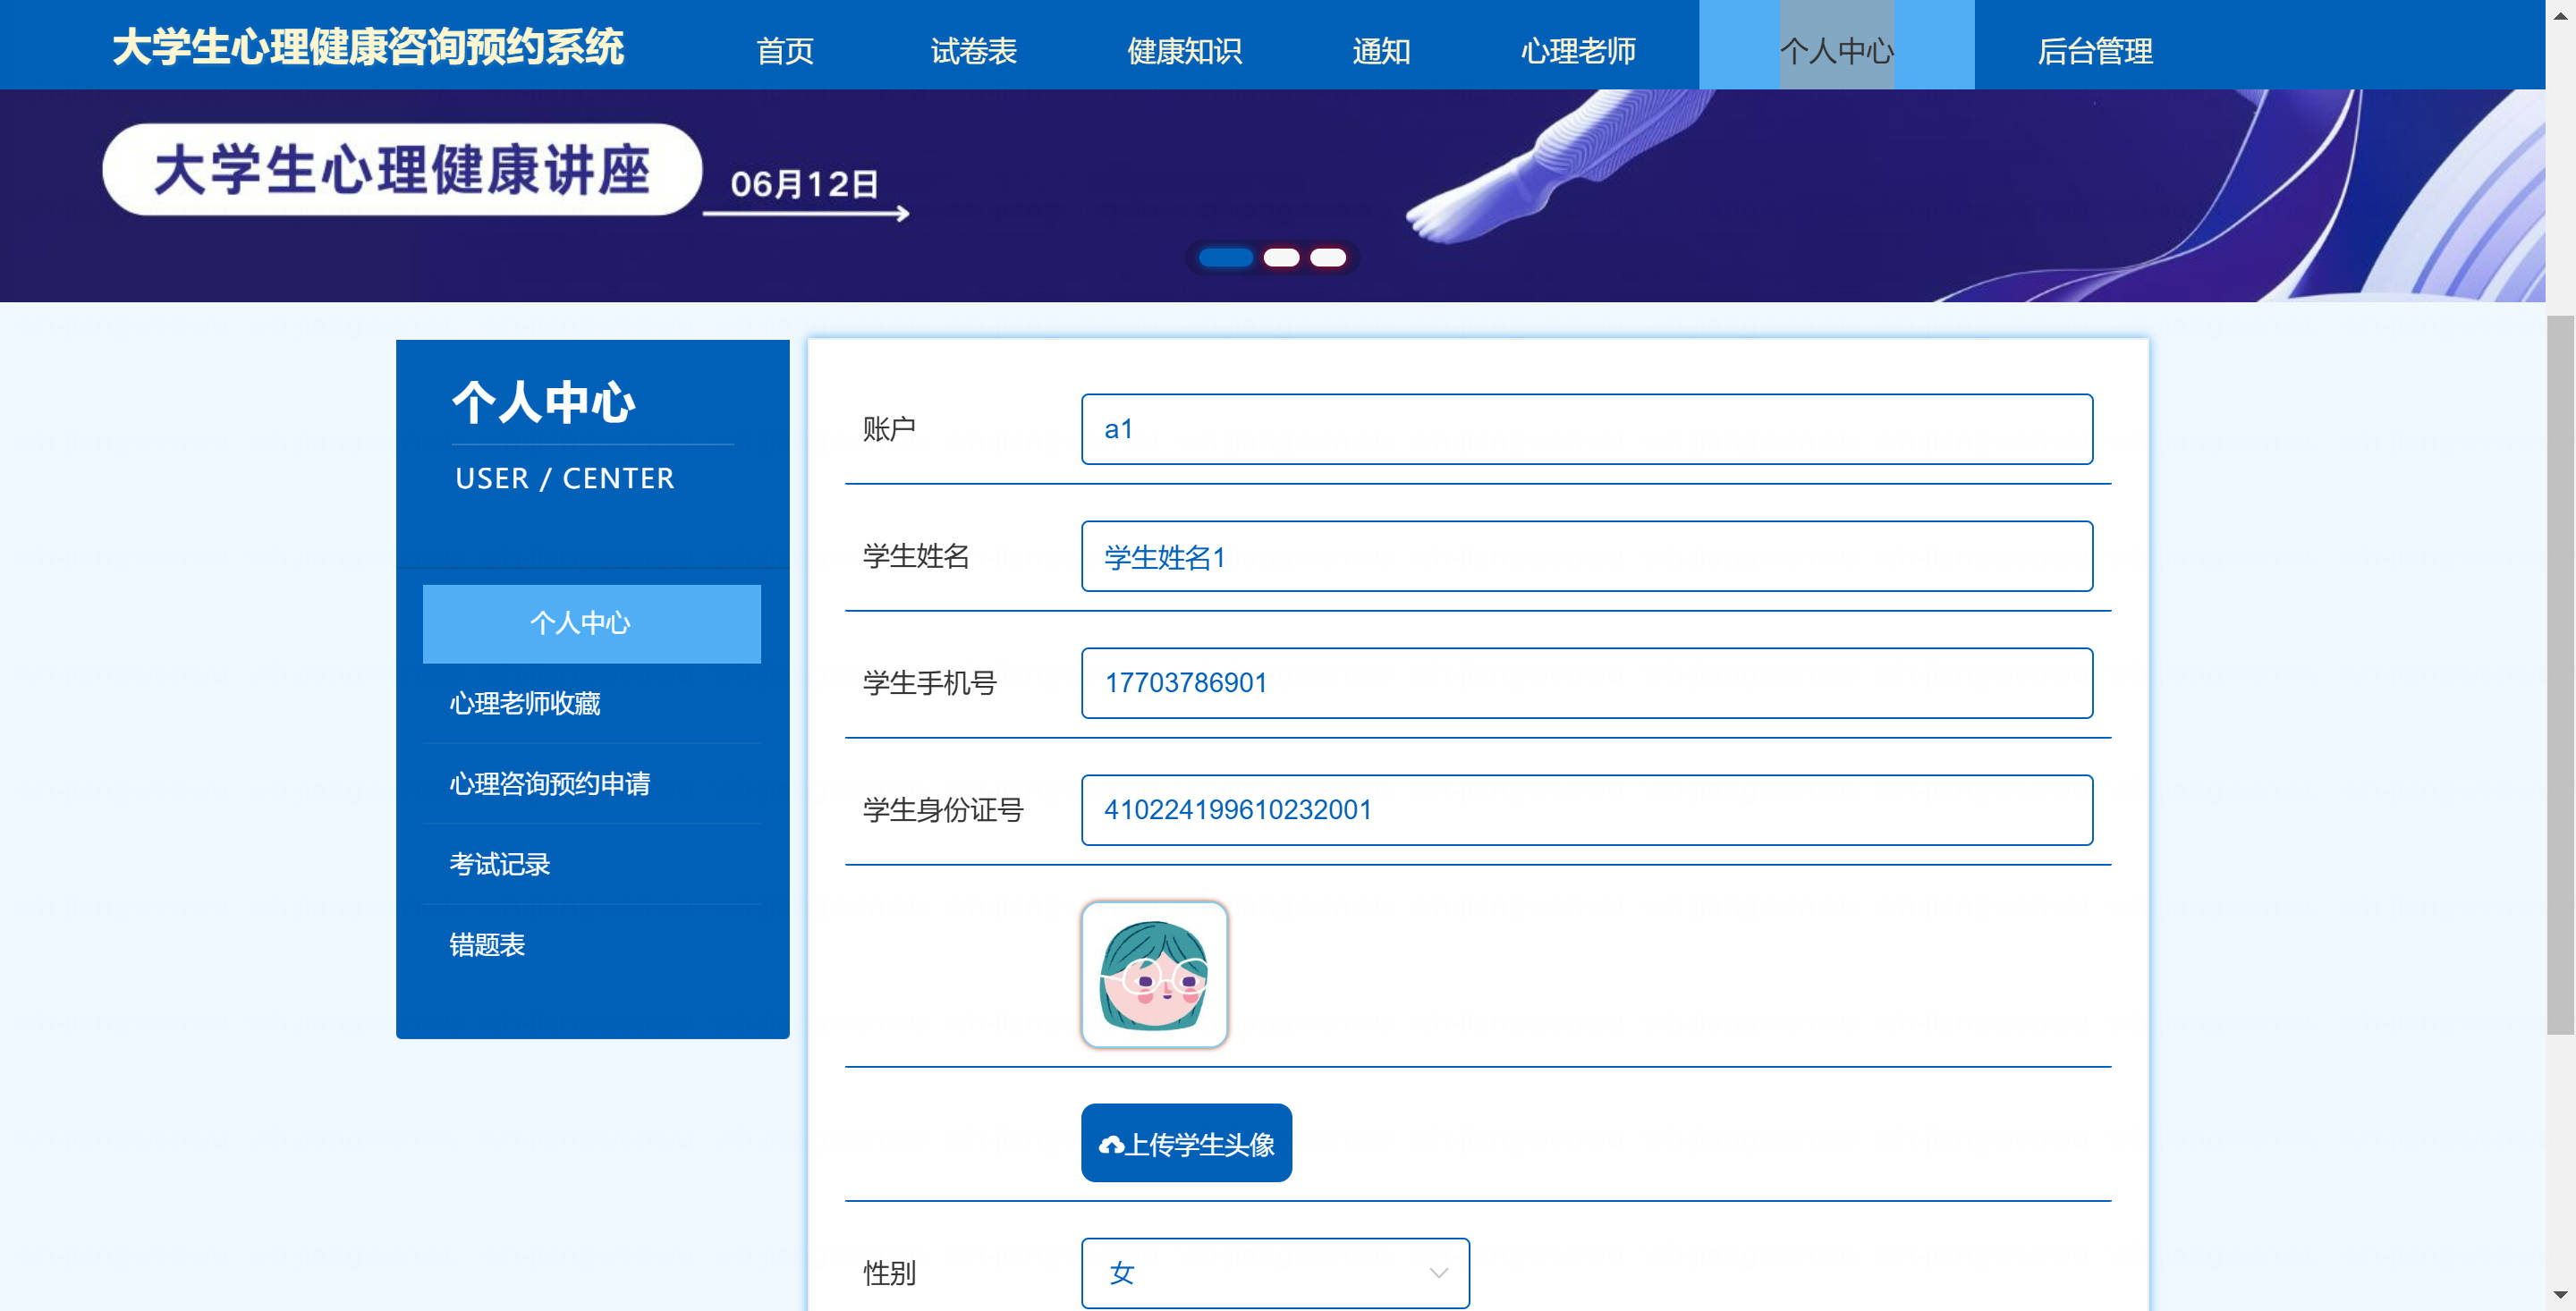 大学生心理健康咨询预约系统 首页 试卷表 健康知识 通知 心理老师 个人中心 后台管理
大学生心理健康讲座 06月12日
个人中心
USER / CENTER
个人中心
心理老师收藏
心理咨询预约申请
考试记录
错题表
账户 a1
学生姓名 学生姓名1
学生手机号 17703786901
学生身份证号 410224199610232001
上传学生头像
性别 女